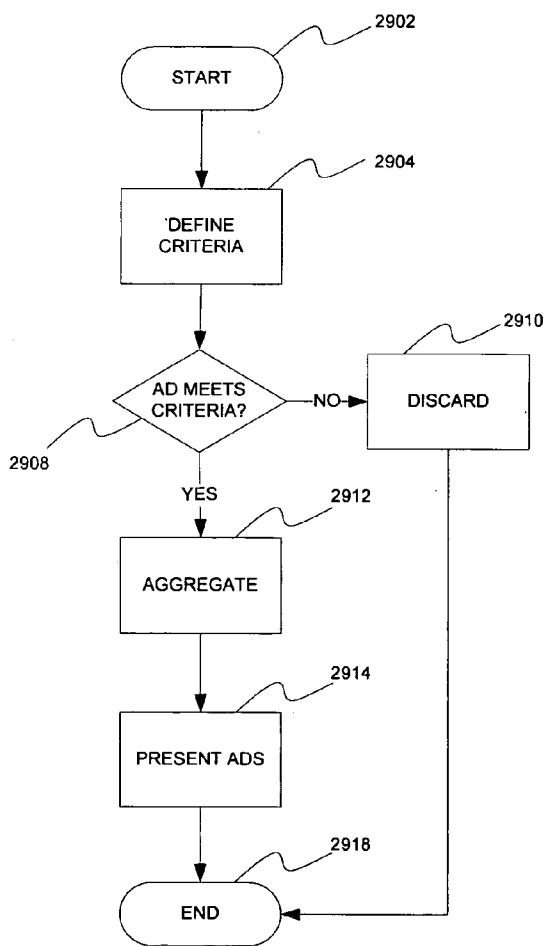 2902
START
2904
DEFINE
CRITERIA
2910
AD MEETS
CRITERIA?
NO
DISCARD
2908
YES
2912
AGGREGATE
2914
PRESENT ADS
2918
END